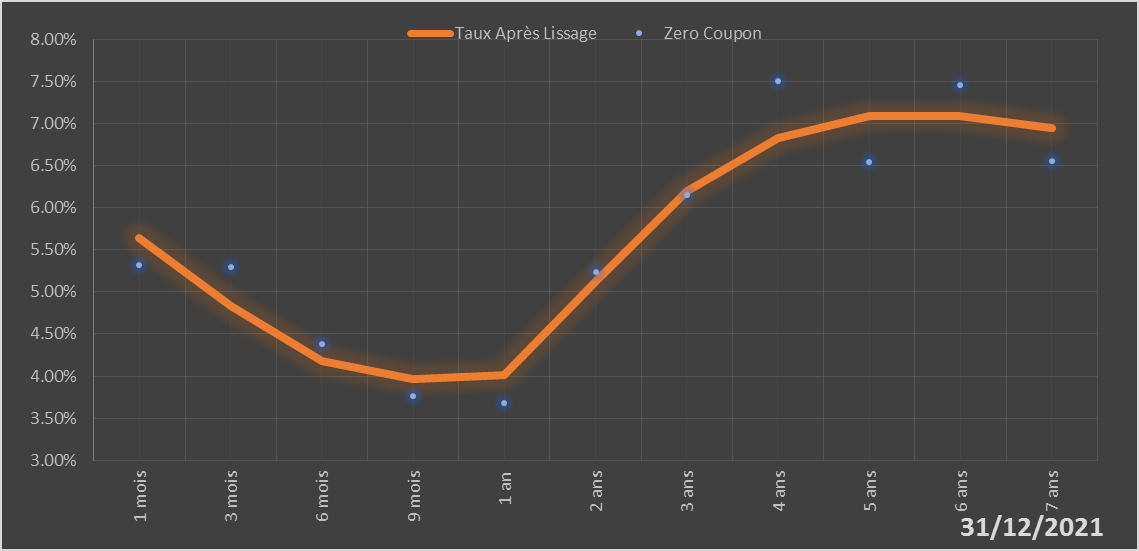 Taux Après Lissage Zero Coupon
8.00%
7.50%
7.00%
6.50%
6.00%
5.50%
5.00%
4.50%
4.00%
3.50%
3.00%
1 mois
3 mois
6 mois
9 mois
1 an
2 ans
3 ans
4 ans
5 ans
6 ans
7 ans
31/12/2021